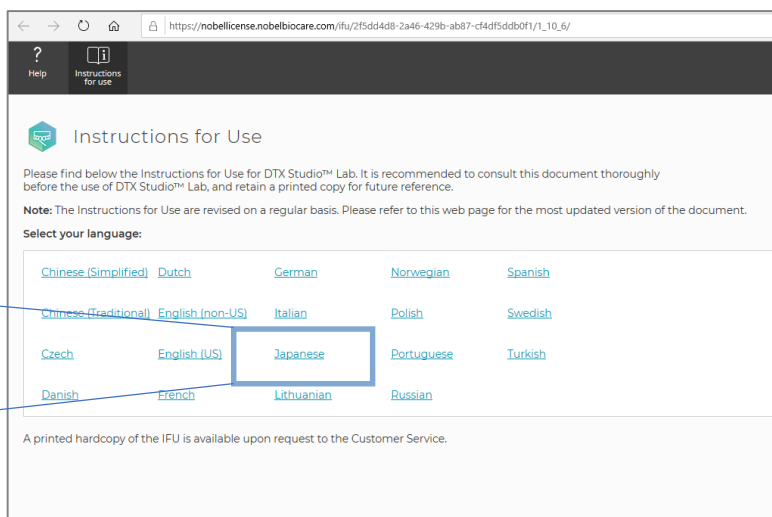 https://nobellicense.nobelbiocare.com/ifu/2f5dd4d8-2a46-429b-ab87-cf4df5ddb0f1/1_10_6/
?
Help
Instructions
for use
Instructions for Use
Please find below the Instructions for Use for DTX Studio™ Lab. It is recommended to consult this document thoroughly
before the use of DTX Studio™ Lab, and retain a printed copy for future reference.
Note: The Instructions for Use are revised on a regular basis. Please refer to this web page for the most updated version of the document.
Select your language:
Chinese (Simplified) Dutch German Norwegian Spanish
Chinese (Traditional) English (non-US) Italian Polish Swedish
Czech English (US) Japanese Portuguese Turkish
Danish French Lithuanian Russian
A printed hardcopy of the IFU is available upon request to the Customer Service.